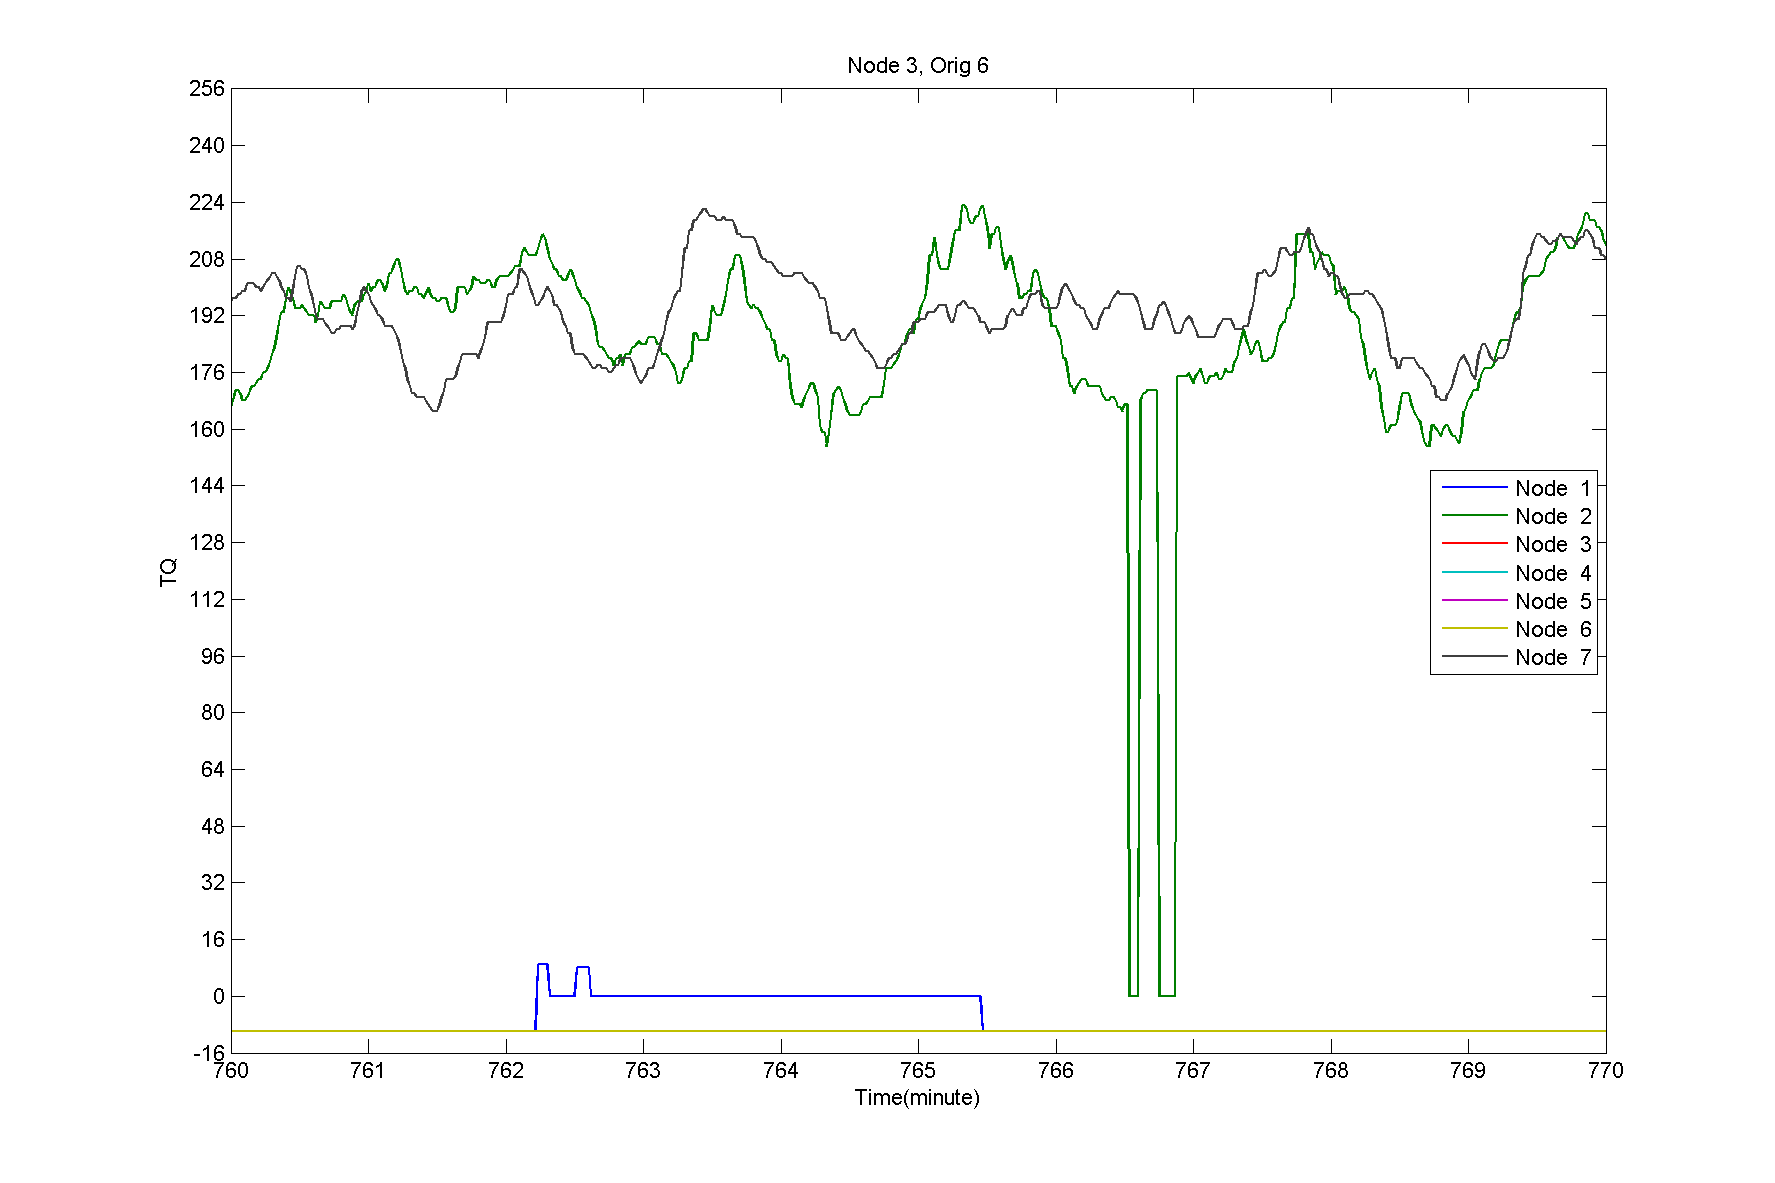 Node 3, Orig 6
256
240
224
208
192
176
160
144
128
112
96
80
64
48
32
16
0
-16
TQ
Node 1
Node 2
Node 3
Node 4
Node 5
Node 6
Node 7
760 761 762 763 764 765 766 767 768 769 770
Time(minute)